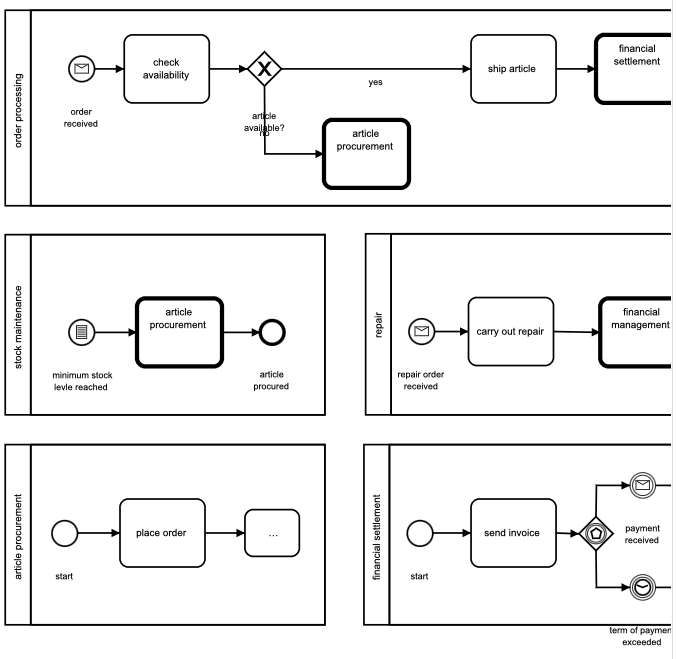 order processing
check
availability
order
received
article
available?
no
yes
article
procurement
ship article
financial
settlement
stock maintenance
minimum stock
levle reached
article
procurement
article
procured
repair
repair order
received
carry out repair
financial
management
article procurement
start
place order
...
financial settlement
start
send invoice
payment
received
term of paymen
exceeded